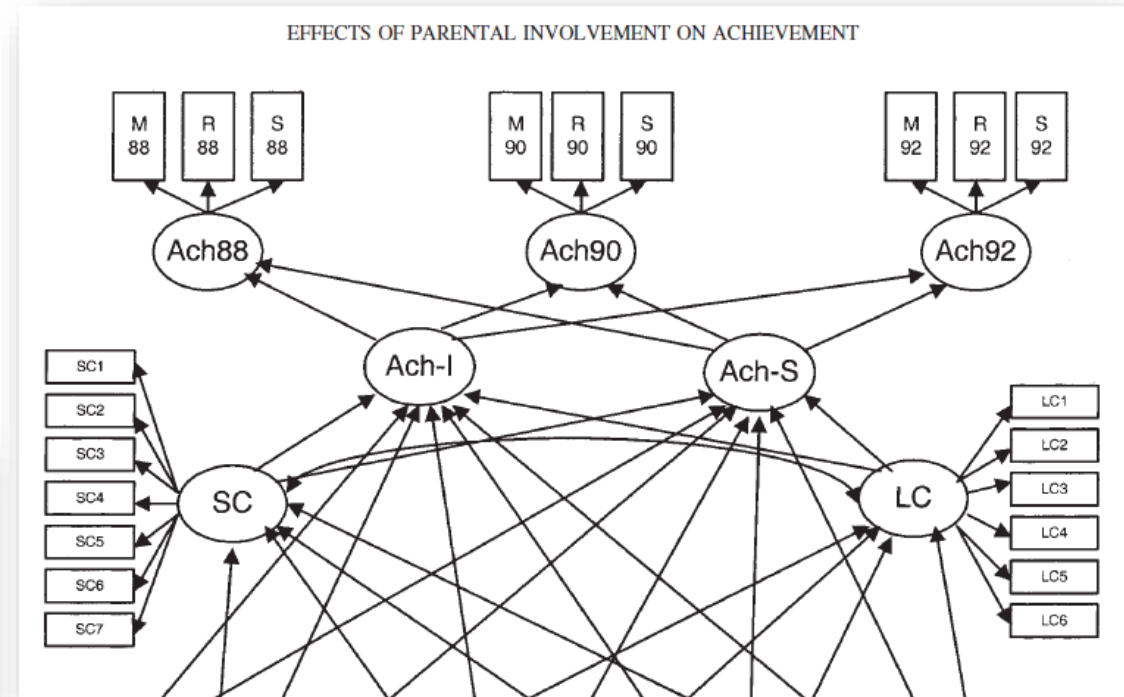 EFFECTS OF PARENTAL INVOLVEMENT ON ACHIEVEMENT
M 88
R 88
S 88
M 90
R 90
S 90
M 92
R 92
S 92
Ach88
Ach90
Ach92
Ach-I
Ach-S
SC1
SC2
SC3
SC4
SC5
SC6
SC7
SC
LC
LC1
LC2
LC3
LC4
LC5
LC6